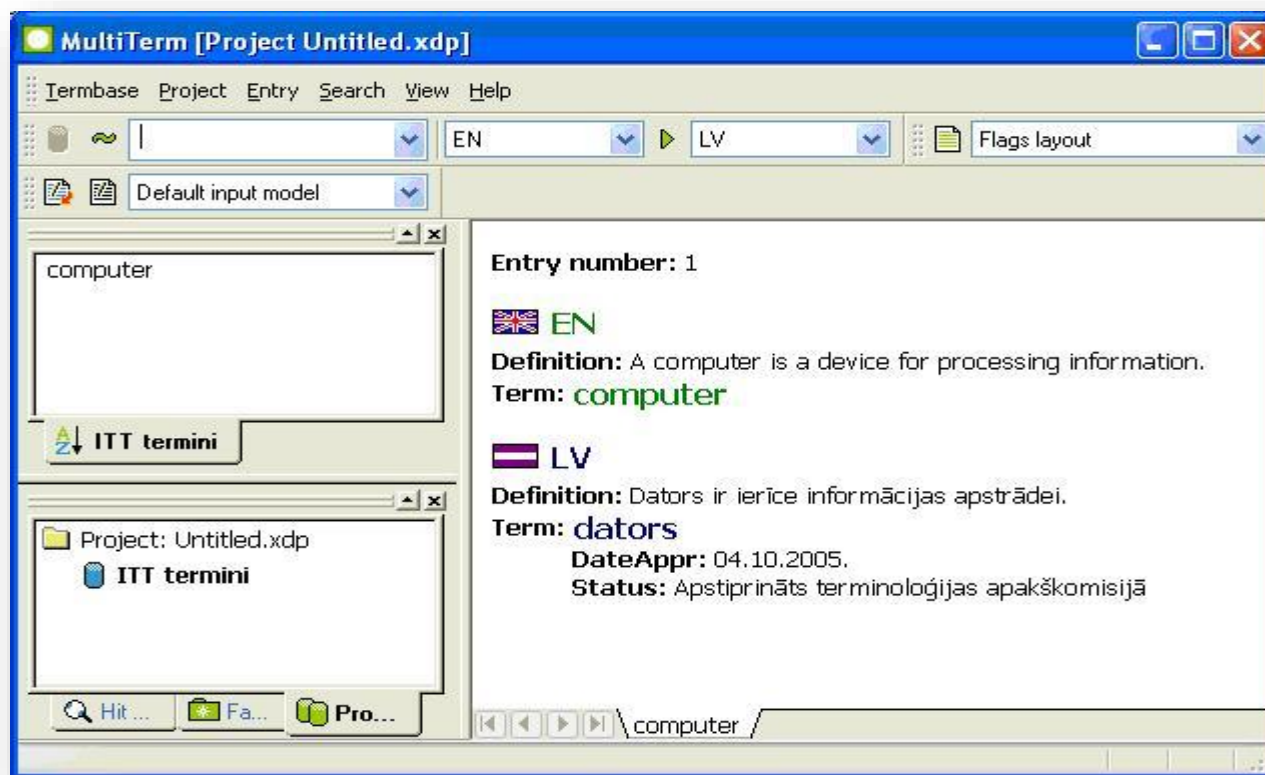 MultiTerm [Project Untitled.xdp]
Termbase Project Entry Search View Help
EN LV Flags layout
Default input model
computer
ITT termini
Project: Untitled.xdp
ITT termini
Hit ... Fa... Pro...
Entry number: 1
EN
Definition: A computer is a device for processing information.
Term: computer
LV
Definition: Dators ir ierīce informācijas apstrādei.
Term: dators
DateAppr: 04.10.2005.
Status: Apstiprināts terminoloģijas apakškomisijā
computer